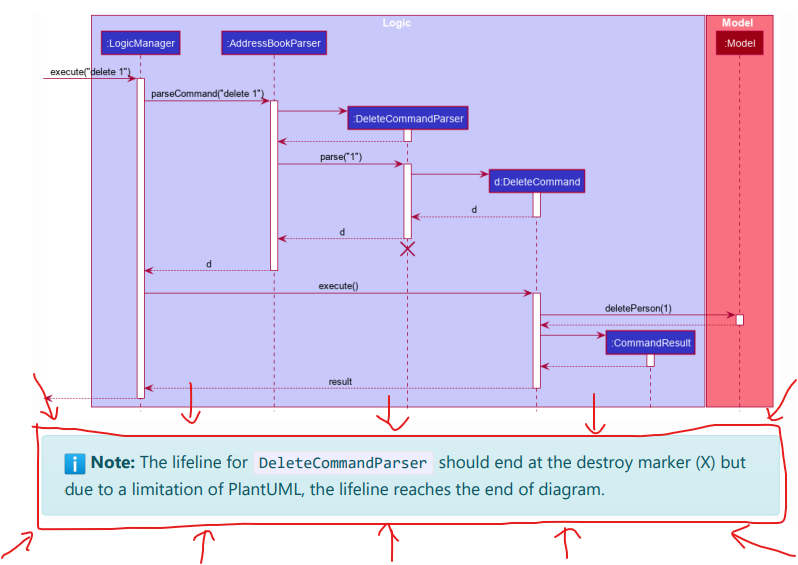 Logic
Model
:LogicManager
:AddressBookParser
:Model
execute("delete 1")
parseCommand("delete 1")
:DeleteCommandParser
parse("1")
d:DeleteCommand
d
d
d
execute()
deletePerson(1)
:CommandResult
result
Note: The lifeline for DeleteCommandParser should end at the destroy marker (X) but
due to a limitation of PlantUML, the lifeline reaches the end of diagram.